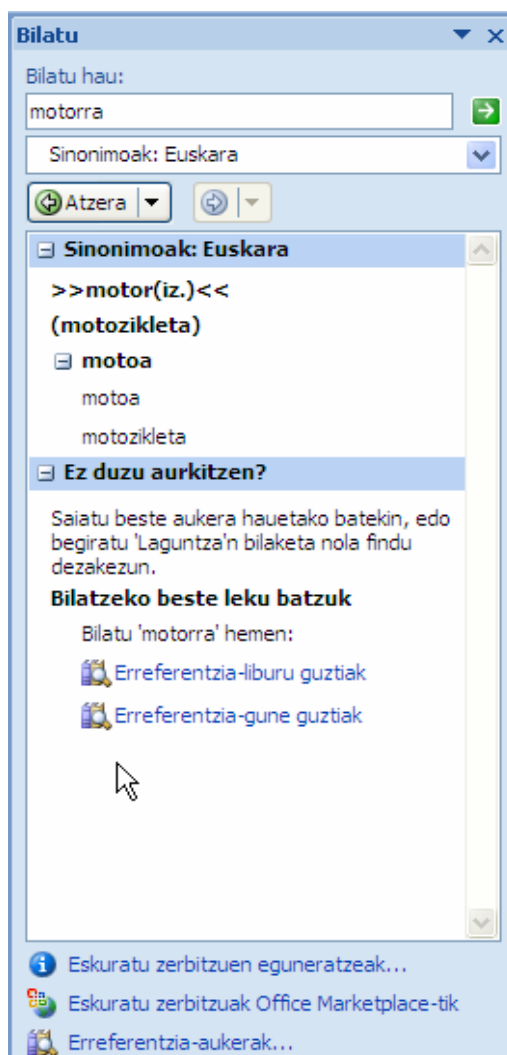 Bilatu
Bilatu hau:
motorra
Sinonimoak: Euskara
Atzera
Sinonimoak: Euskara
>>motor(iz.)<<
(motozikleta)
motoa
motoa
motozikleta
Ez duzu aurkitzen?
Saiatu beste aukera hauetako batekin, edo
begiratu 'Laguntza'n bilaketa nola findu
dezakezun.
Bilatzeko beste leku batzuk
Bilatu 'motorra' hemen:
Erreferentzia-liburu guztiak
Erreferentzia-gune guztiak
Eskuratu zerbitzuen eguneratzeak...
Eskuratu zerbitzuak Office Marketplace-tik
Erreferentzia-aukerak...